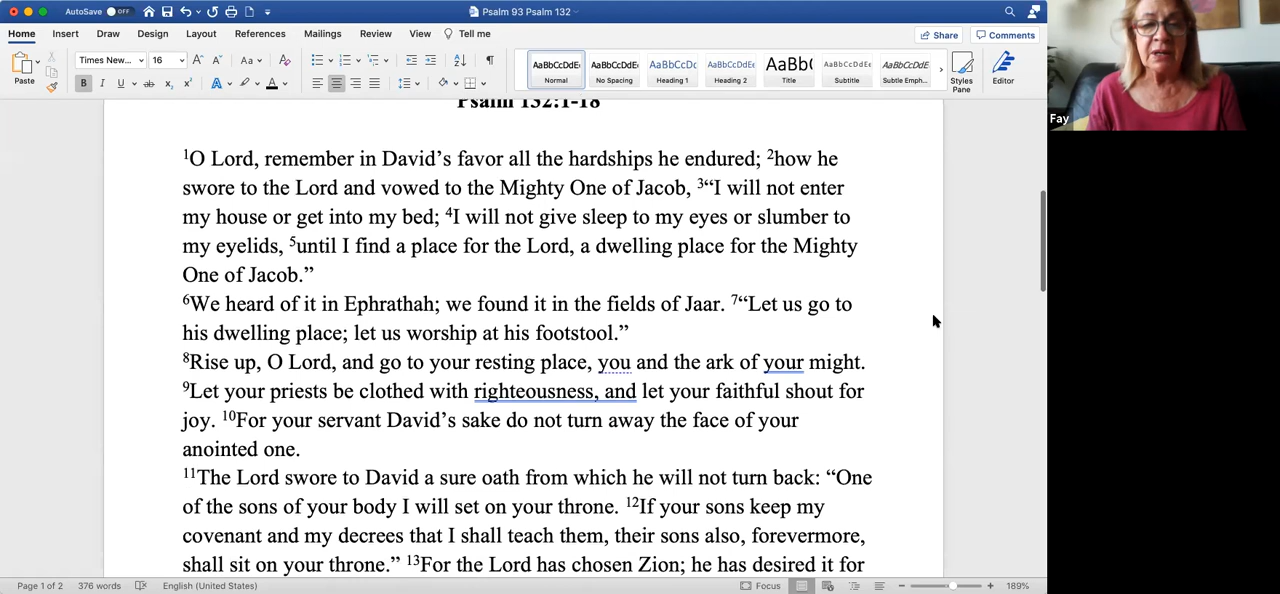 AutoSave OFF Psalm 93 Psalm 132
Home Insert Draw Design Layout References Mailings Review View Tell me Share Comments
Paste Times New... 16 A A Aa A AaBbCcDdEe AaBbCcDdEe AaBbCcDc AaBbCcDdE AaBb( AaBbCcDdEe AaBbCcDdEe
B I U ab x₂ x² A A Normal No Spacing Heading 1 Heading 2 Title Subtitle Subtle Emph... Styles Pane Editor
Psalm 132:1-18
¹O Lord, remember in David’s favor all the hardships he endured; ²how he
swore to the Lord and vowed to the Mighty One of Jacob, ³“I will not enter
my house or get into my bed; ⁴I will not give sleep to my eyes or slumber to
my eyelids, ⁵until I find a place for the Lord, a dwelling place for the Mighty
One of Jacob.”
⁶We heard of it in Ephrathah; we found it in the fields of Jaar. ⁷“Let us go to
his dwelling place; let us worship at his footstool.”
⁸Rise up, O Lord, and go to your resting place, you and the ark of your might.
⁹Let your priests be clothed with righteousness, and let your faithful shout for
joy. ¹⁰For your servant David’s sake do not turn away the face of your
anointed one.
¹¹The Lord swore to David a sure oath from which he will not turn back: “One
of the sons of your body I will set on your throne. ¹²If your sons keep my
covenant and my decrees that I shall teach them, their sons also, forevermore,
shall sit on your throne.” ¹³For the Lord has chosen Zion; he has desired it for
Page 1 of 2 376 words English (United States) Focus 189%
Fay